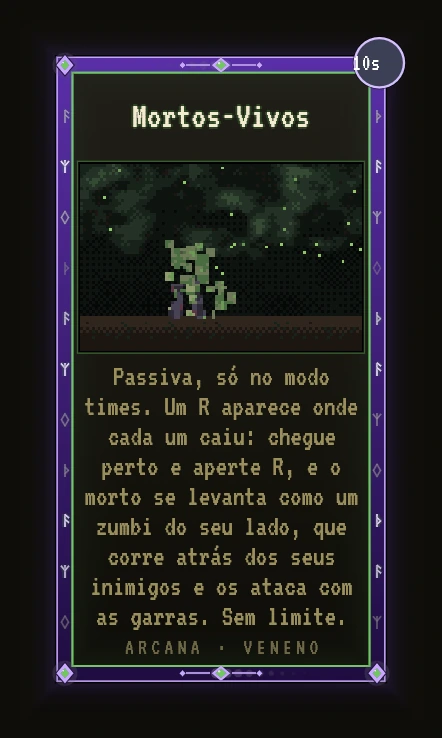 10s
Mortos-Vivos
Passiva, só no modo
times. Um R aparece onde
cada um caiu: chegue
perto e aperte R, e o
morto se levanta como um
zumbi do seu lado, que
corre atrás dos seus
inimigos e os ataca com
as garras. Sem limite.
ARCANA · VENENO